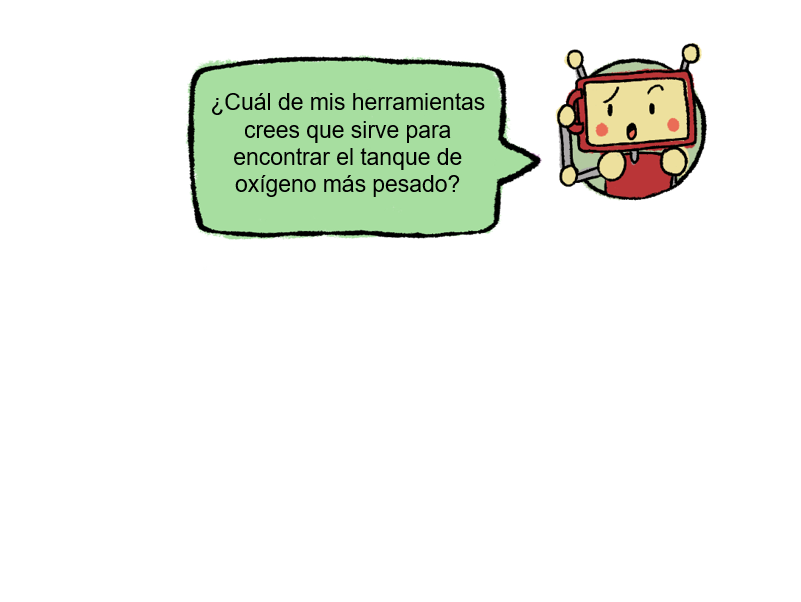 ¿Cuál de mis herramientas
crees que sirve para
encontrar el tanque de
oxígeno más pesado?